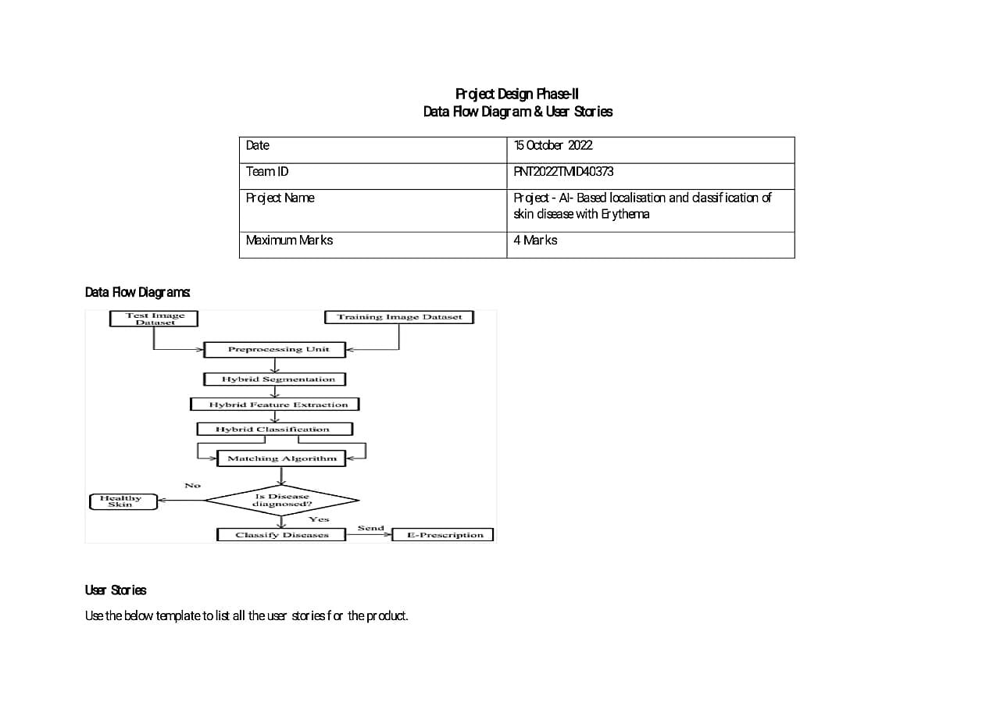 Project Design Phase-II
Data Flow Diagram & User Stories
Date
15 October 2022
Team ID
PNT2022TMID40373
Project Name
Project - AI- Based localisation and classification of
skin disease with Erythema
Maximum Marks
4 Marks
Data Flow Diagrams:
Test Image
Dataset
Training Image Dataset
Preprocessing Unit
Hybrid Segmentation
Hybrid Feature Extraction
Hybrid Classification
Matching Algorithm
No
Healthy
Skin
Is Disease
diagnosed?
Yes
Classify Diseases
Send
E-Prescription
User Stories
Use the below template to list all the user stories for the product.